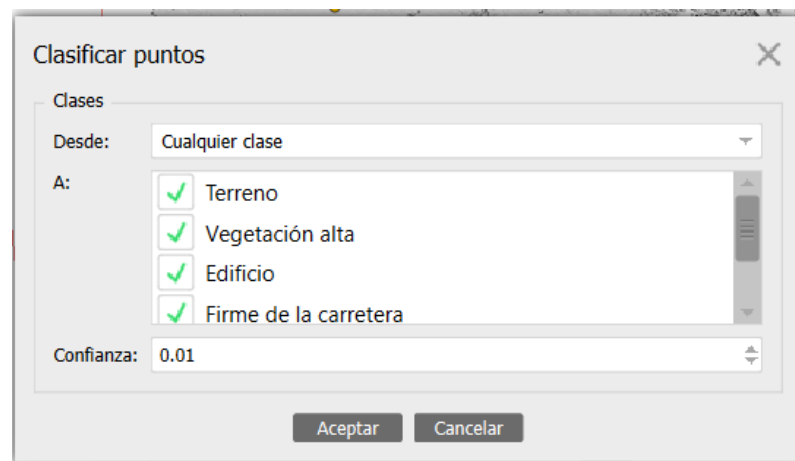 Clasificar puntos
Clases
Desde: Cualquier clase
A: Terreno
Vegetación alta
Edificio
Firme de la carretera
Confianza: 0.01
Aceptar Cancelar